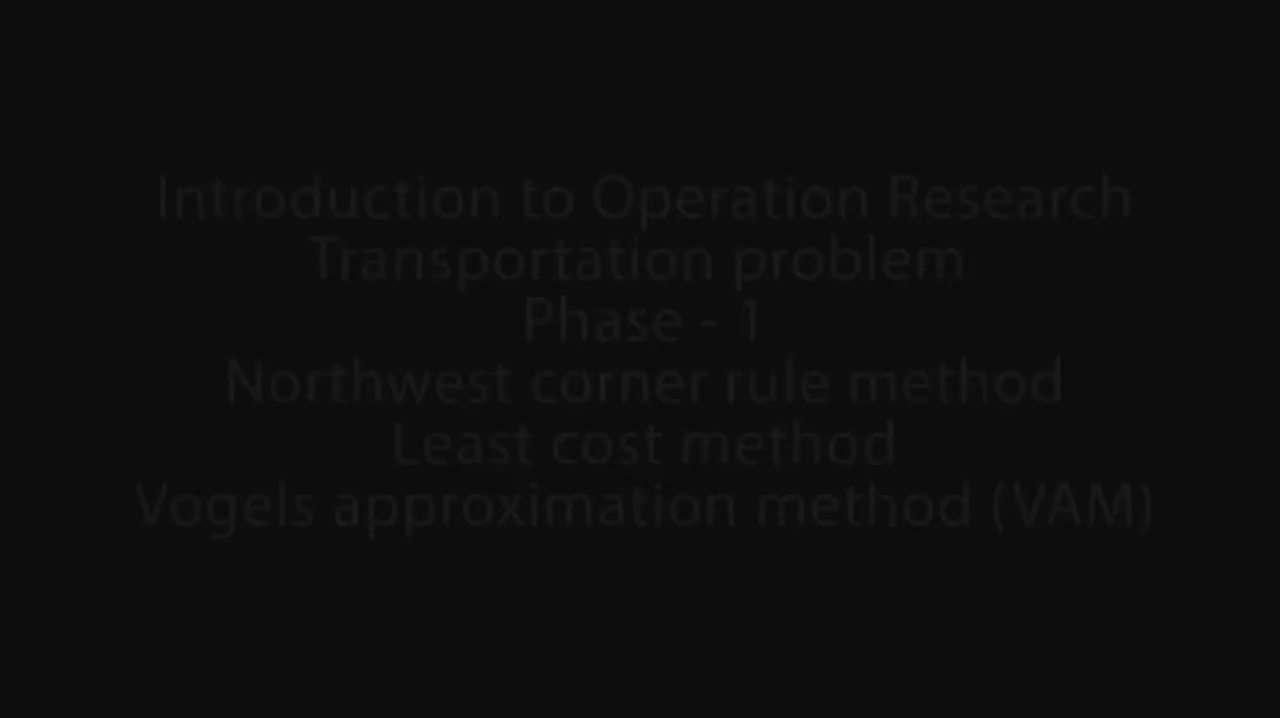 Introduction to Operation Research
Transportation problem
Phase - 1
Northwest corner rule method
Least cost method
Vogels approximation method (VAM)